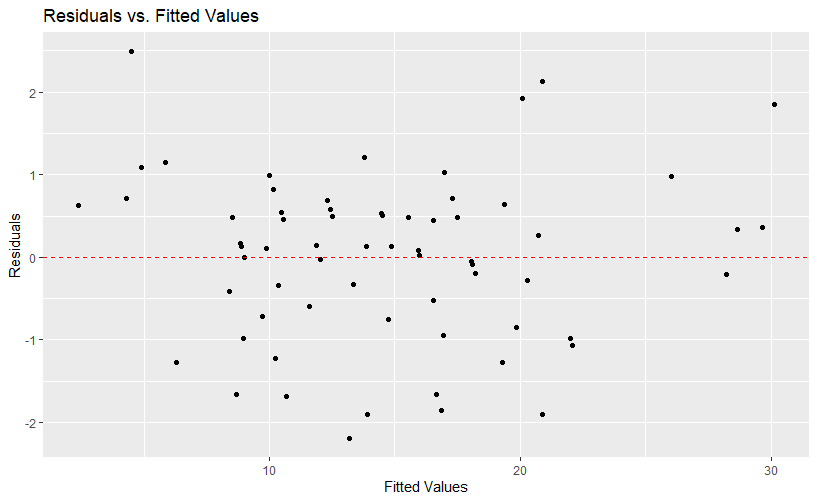 Residuals vs. Fitted Values
2
1
0
-1
-2
Residuals
10 20 30
Fitted Values